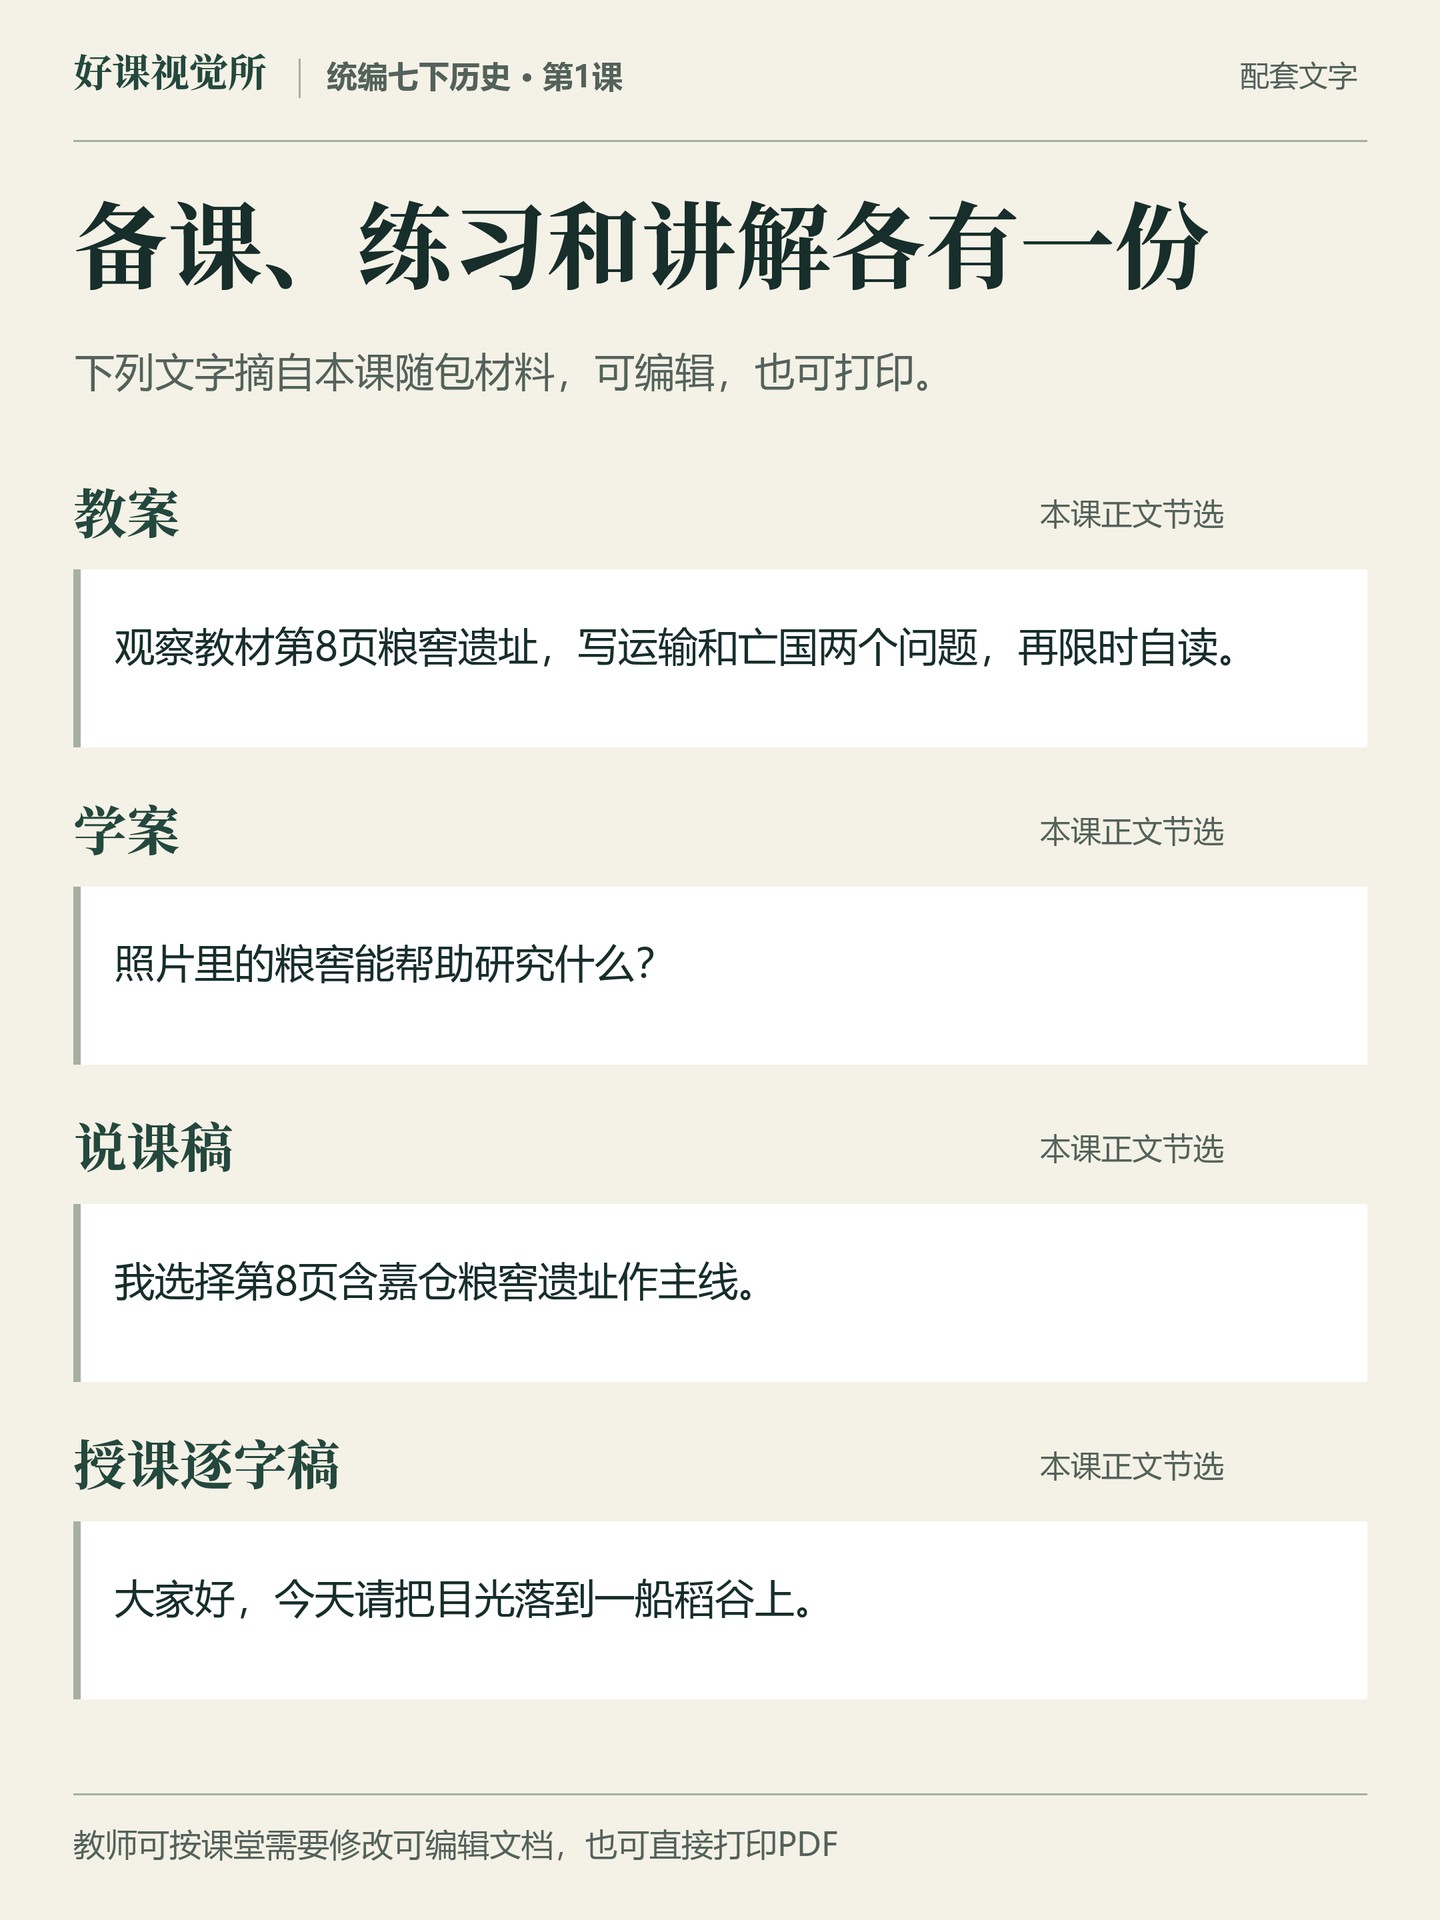 好课视觉所 | 统编七下历史·第1课 配套文字
备课、练习和讲解各有一份
下列文字摘自本课随包材料，可编辑，也可打印。
教案 本课正文节选
观察教材第8页粮窖遗址，写运输和亡国两个问题，再限时自读。
学案 本课正文节选
照片里的粮窖能帮助研究什么？
说课稿 本课正文节选
我选择第8页含嘉仓粮窖遗址作主线。
授课逐字稿 本课正文节选
大家好，今天请把目光落到一船稻谷上。
教师可按课堂需要修改可编辑文档，也可直接打印PDF